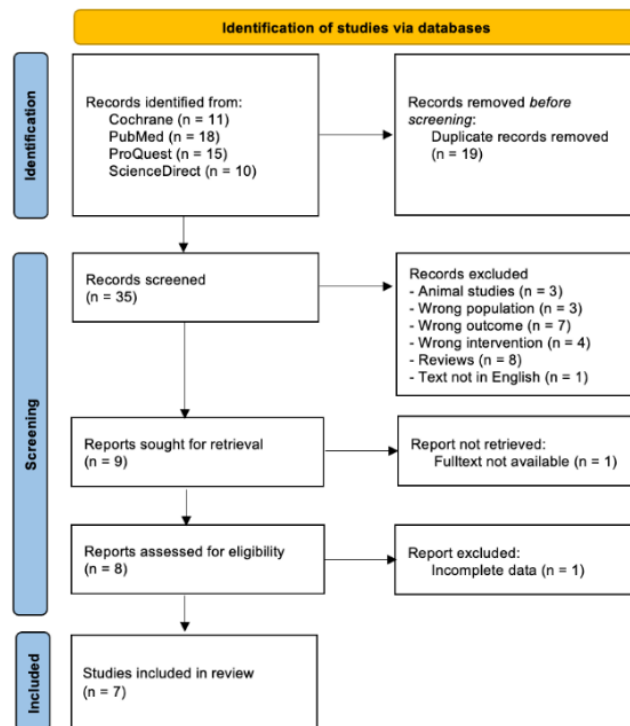 Identification of studies via databases
Identification
Records identified from:
Cochrane (n = 11)
PubMed (n = 18)
ProQuest (n = 15)
ScienceDirect (n = 10)
Records removed before
screening:
Duplicate records removed
(n = 19)
Screening
Records screened
(n = 35)
Records excluded
- Animal studies (n = 3)
- Wrong population (n = 3)
- Wrong outcome (n = 7)
- Wrong intervention (n = 4)
- Reviews (n = 8)
- Text not in English (n = 1)
Reports sought for retrieval
(n = 9)
Report not retrieved:
Fulltext not available (n = 1)
Reports assessed for eligibility
(n = 8)
Report excluded:
Incomplete data (n = 1)
Included
Studies included in review
(n = 7)